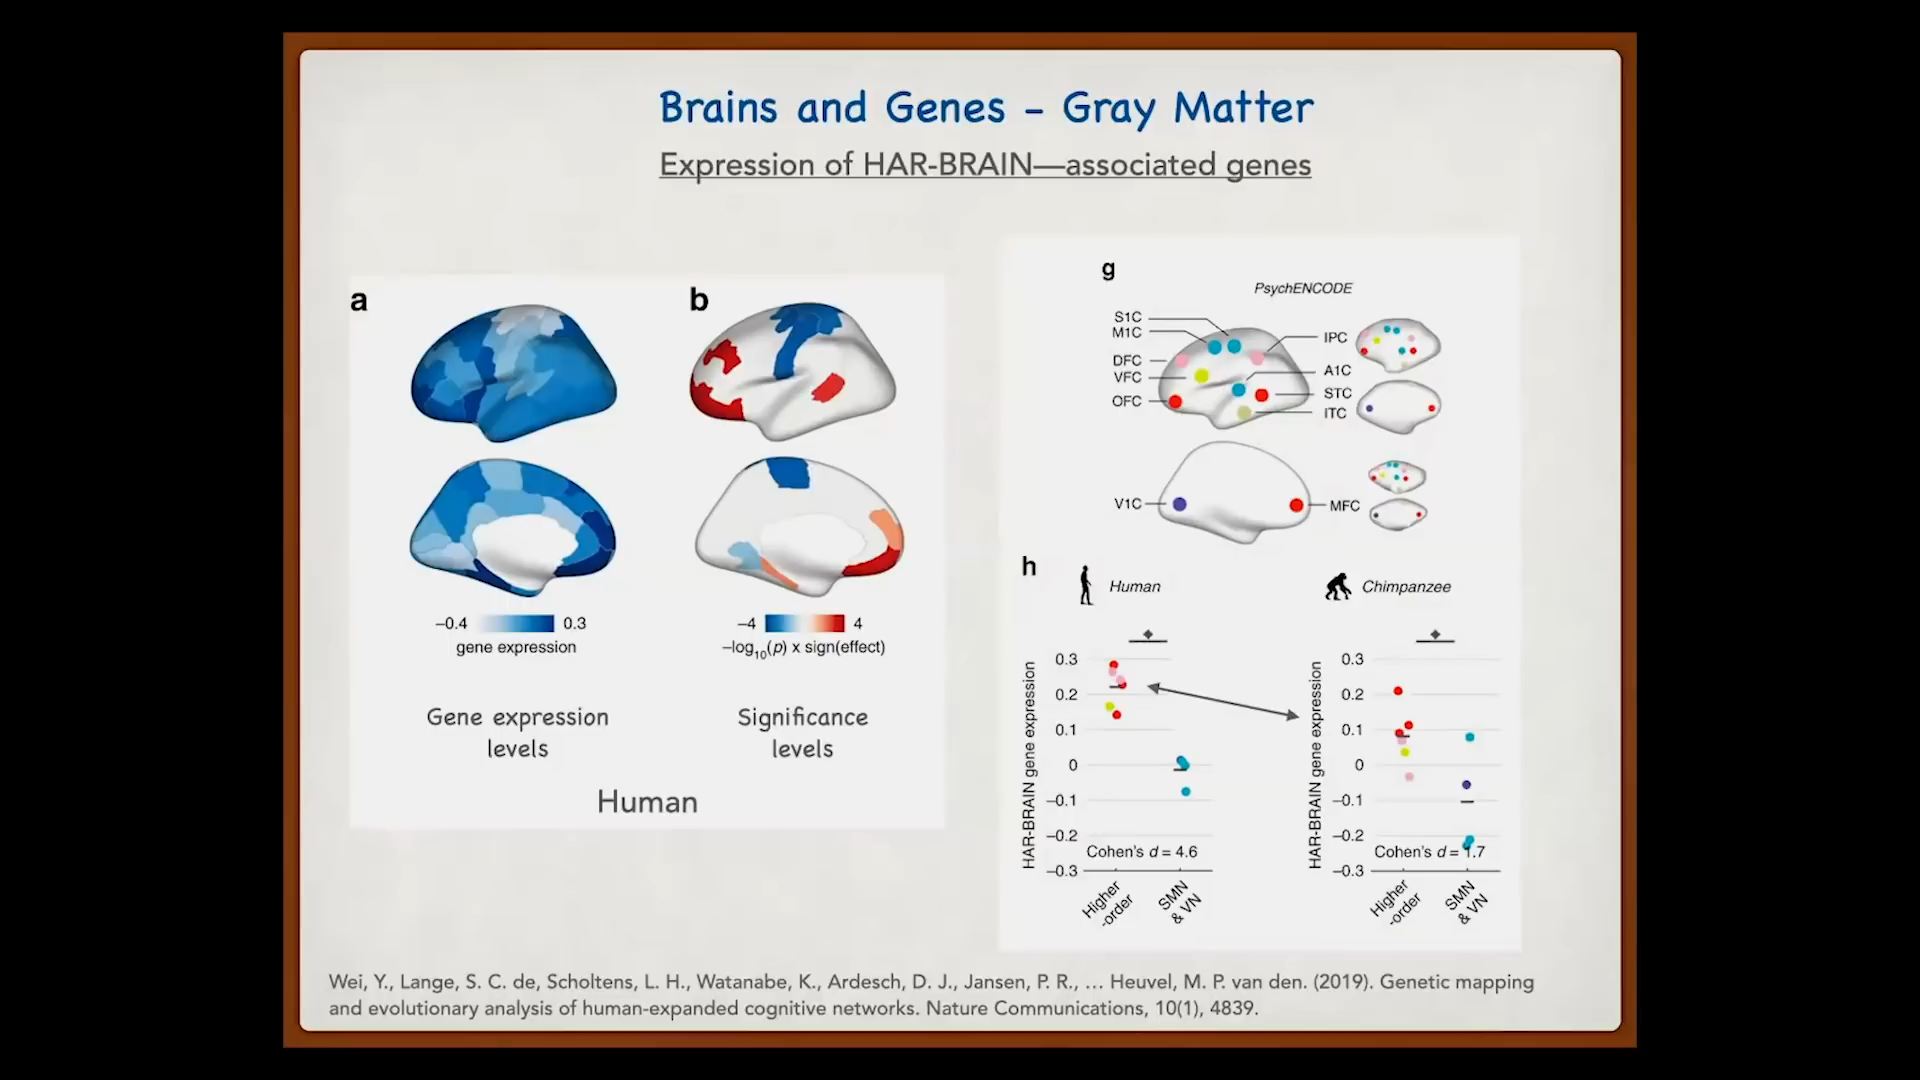 Brains and Genes – Gray Matter
Expression of HAR-BRAIN—associated genes
a
b
–0.4
0.3
gene expression
–4
4
–log10(p) x sign(effect)
Gene expression
levels
Significance
levels
Human
g
PsychENCODE
S1C
M1C
DFC
VFC
OFC
IPC
A1C
STC
ITC
V1C
MFC
h
Human
HAR-BRAIN gene expression
0.3
0.2
0.1
0
–0.1
–0.2
–0.3
Cohen's d = 4.6
Higher
-order
SMN
& VN
Chimpanzee
HAR-BRAIN gene expression
0.3
0.2
0.1
0
–0.1
–0.2
–0.3
Cohen's d = 1.7
Higher
-order
SMN
& VN
Wei, Y., Lange, S. C. de, Scholtens, L. H., Watanabe, K., Ardesch, D. J., Jansen, P. R., … Heuvel, M. P. van den. (2019). Genetic mapping
and evolutionary analysis of human-expanded cognitive networks. Nature Communications, 10(1), 4839.